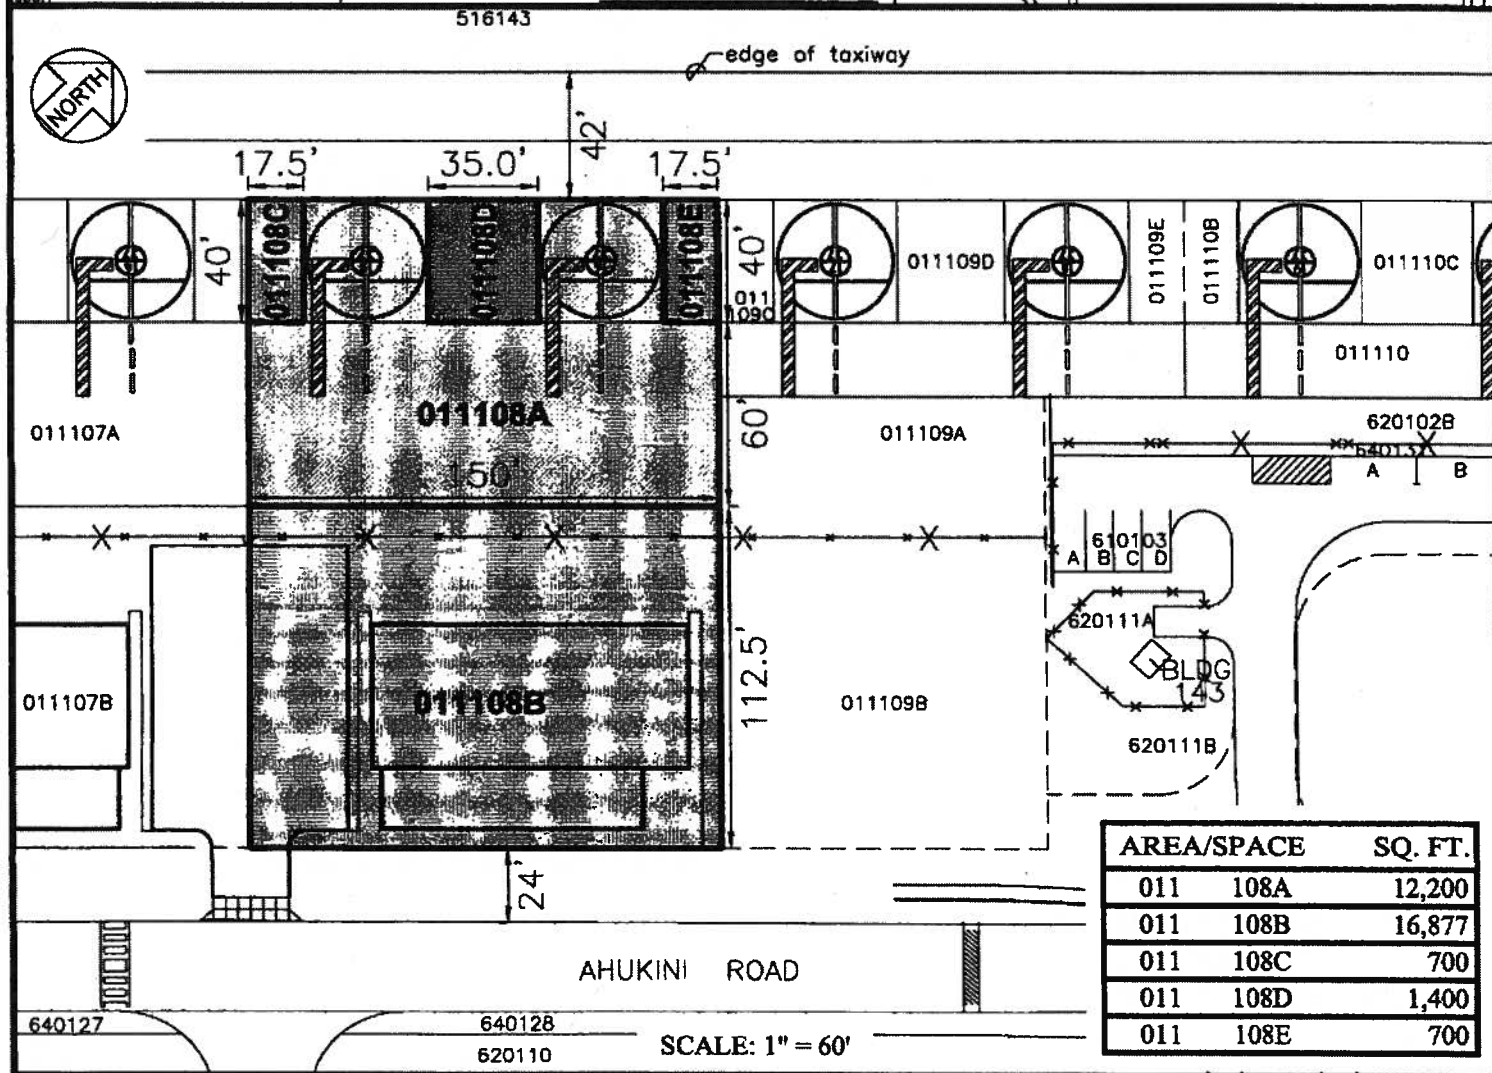 516143
edge of taxiway
NORTH
42'
17.5'
35.0'
17.5'
40'
011108C
011108D
011108E
40'
011
109C
011109D
011109E
011110B
011110C
011110
011107A
011108A
60'
011109A
620102B
150'
A
B
610103
A B C D
620111A
BLDG
143
011107B
011108B
112.5'
011109B
620111B
24'
AREA/SPACE SQ. FT.
011 108A 12,200
011 108B 16,877
011 108C 700
011 108D 1,400
011 108E 700
AHUKINI ROAD
640127
640128
620110
SCALE: 1" = 60'